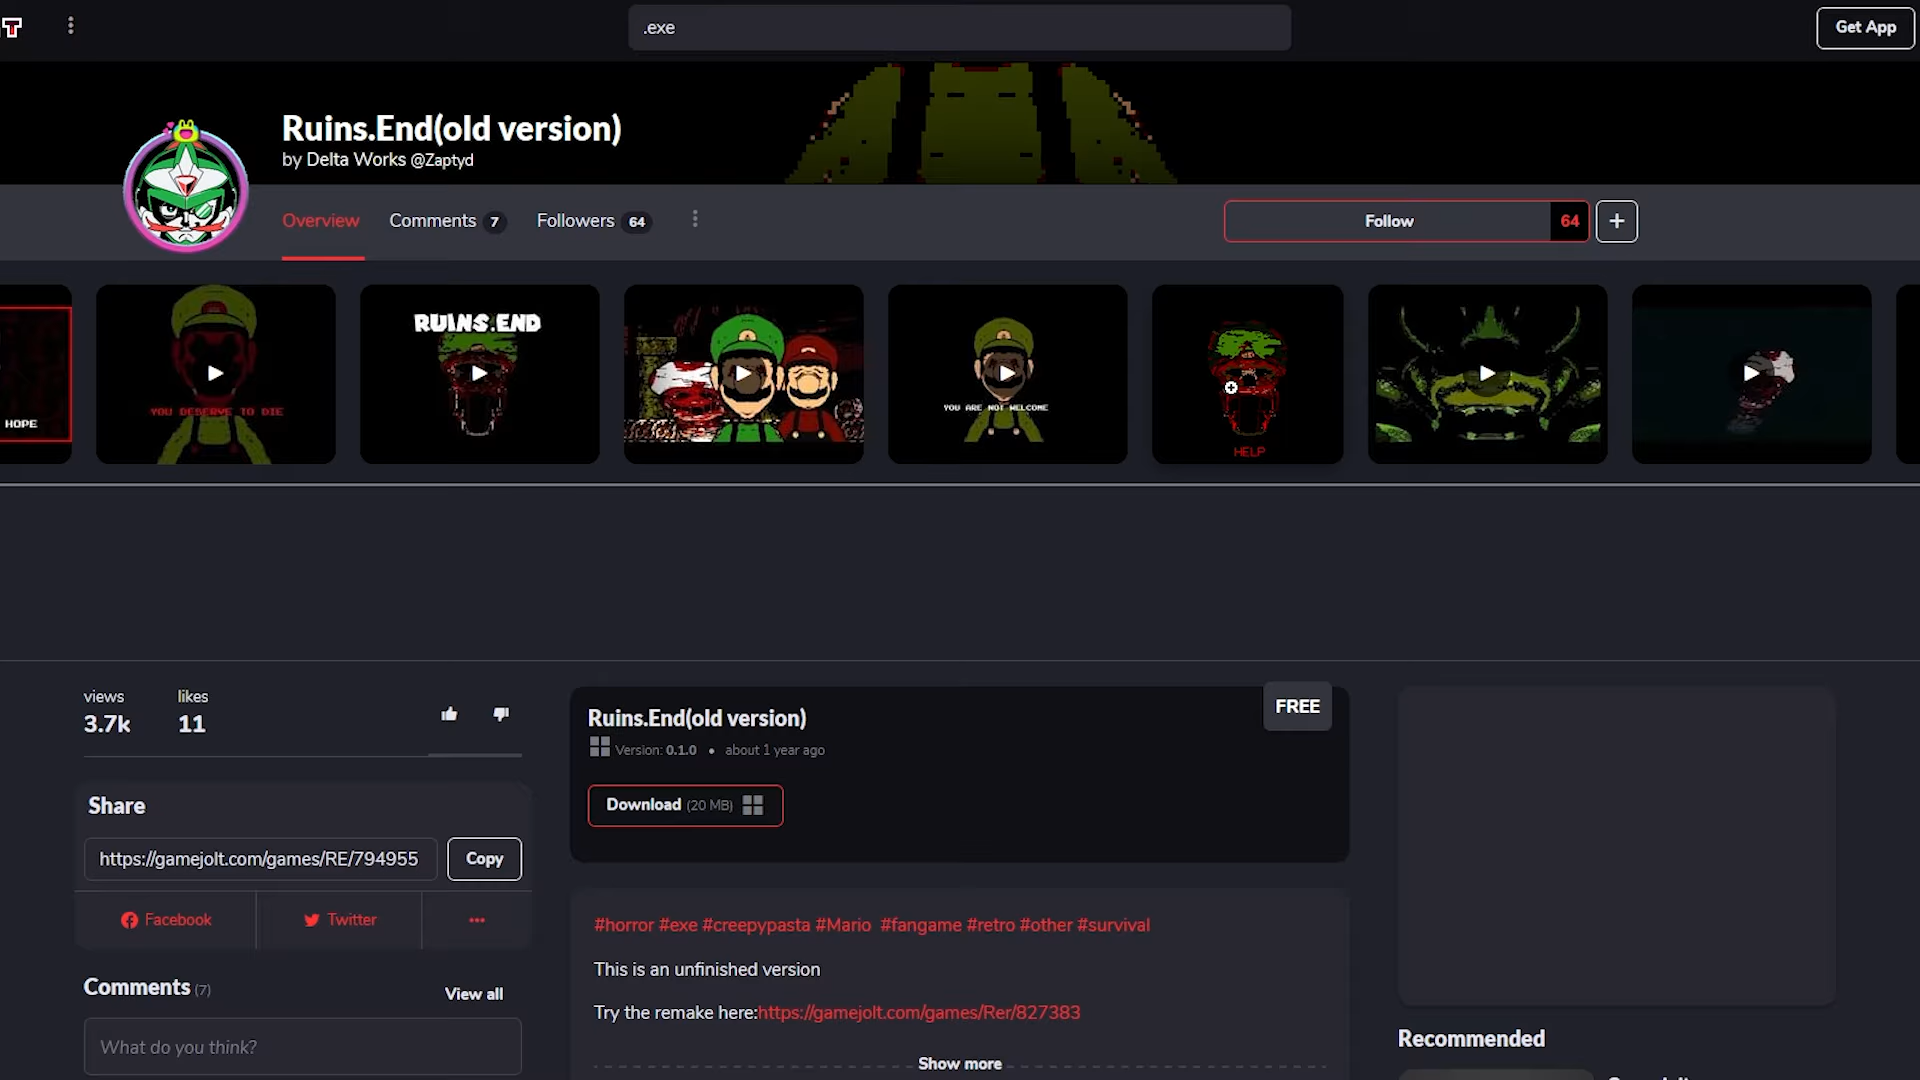 T
.exe
Get App
Ruins.End(old version)
by Delta Works @Zaptyd
Overview
Comments 7
Followers 64
Follow 64
HOPE
YOU DESERVE TO DIE
RUINS.END
YOU ARE NOT WELCOME
HELP
views
3.7k
likes
11
Ruins.End(old version)
FREE
Version: 0.1.0 • about 1 year ago
Download (20 MB)
Share
https://gamejolt.com/games/RE/794955
Copy
Facebook
Twitter
#horror #exe #creepypasta #Mario #fangame #retro #other #survival
This is an unfinished version
Try the remake here:https://gamejolt.com/games/Rer/827383
Show more
Comments (7)
View all
What do you think?
Recommended